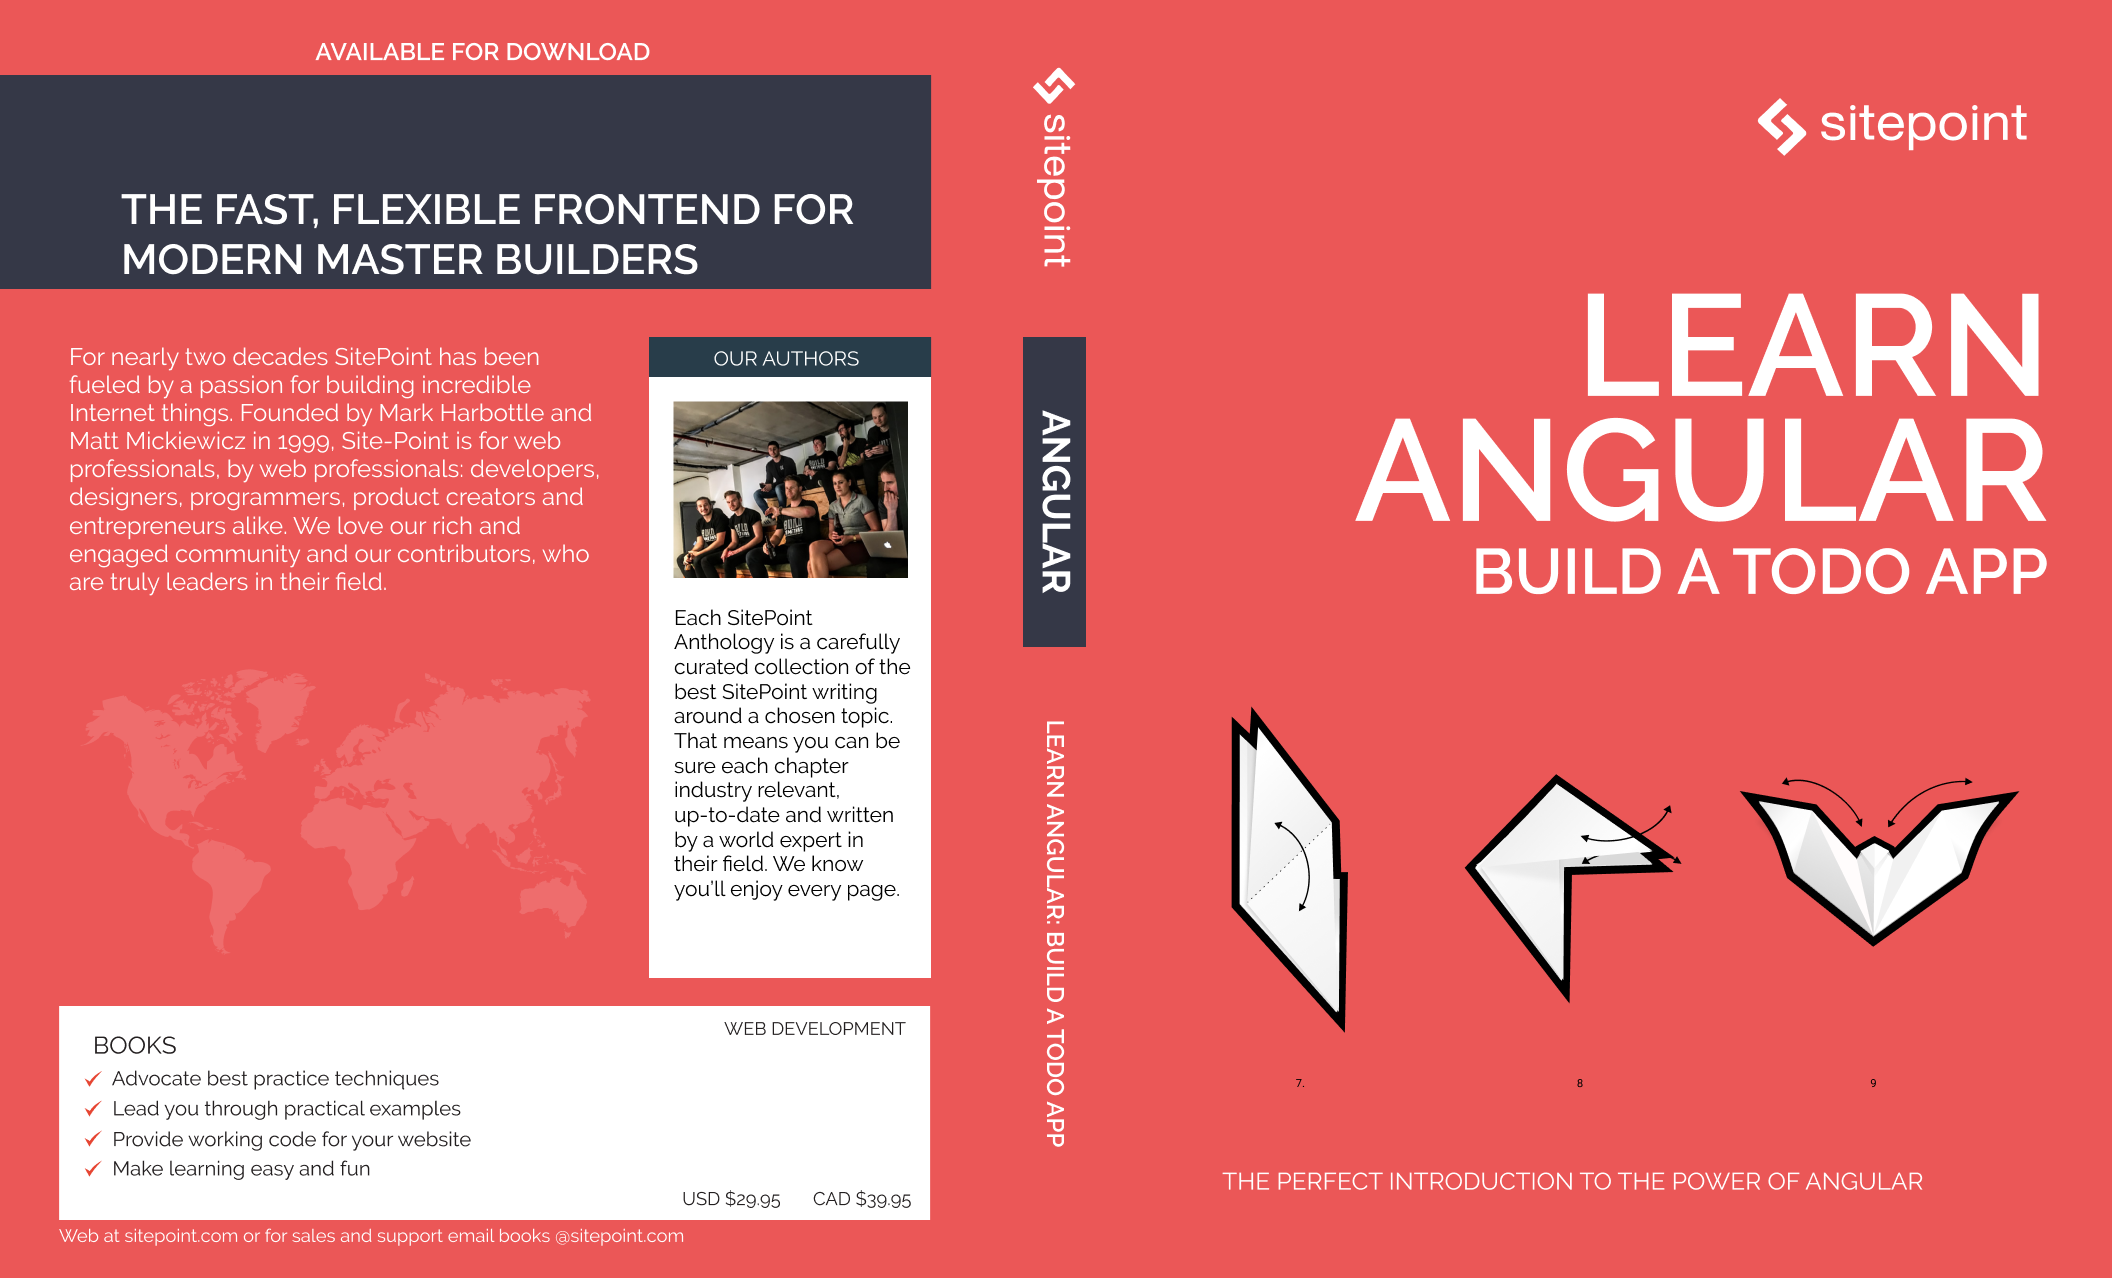 AVAILABLE FOR DOWNLOAD
THE FAST, FLEXIBLE FRONTEND FOR
MODERN MASTER BUILDERS
For nearly two decades SitePoint has been
fueled by a passion for building incredible
Internet things. Founded by Mark Harbottle and
Matt Mickiewicz in 1999, Site-Point is for web
professionals, by web professionals: developers,
designers, programmers, product creators and
entrepreneurs alike. We love our rich and
engaged community and our contributors, who
are truly leaders in their field.
OUR AUTHORS
Each SitePoint
Anthology is a carefully
curated collection of the
best SitePoint writing
around a chosen topic.
That means you can be
sure each chapter
industry relevant,
up-to-date and written
by a world expert in
their field. We know
you'll enjoy every page.
WEB DEVELOPMENT
BOOKS
Advocate best practice techniques
Lead you through practical examples
Provide working code for your website
Make learning easy and fun
USD $29.95 CAD $39.95
Web at sitepoint.com or for sales and support email books @sitepoint.com
sitepoint
ANGULAR
LEARN ANGULAR: BUILD A TODO APP
sitepoint
LEARN
ANGULAR
BUILD A TODO APP
7.
8
9
THE PERFECT INTRODUCTION TO THE POWER OF ANGULAR